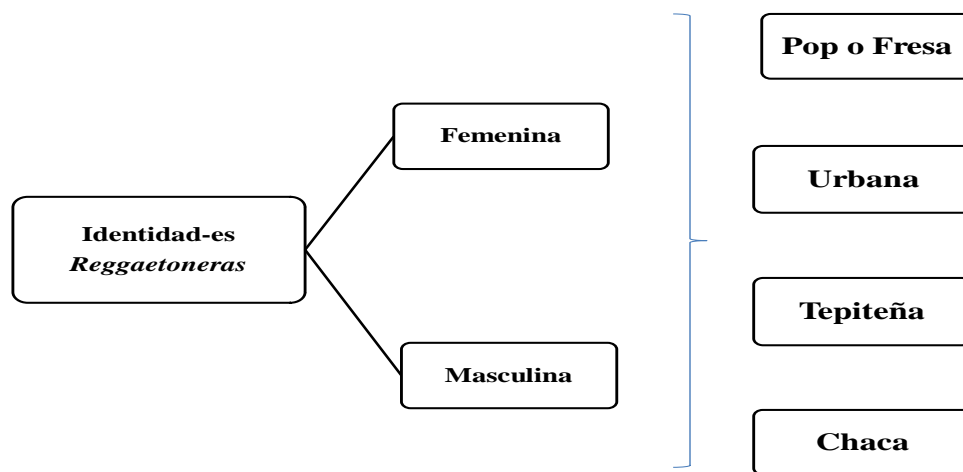 Identidad-es
Reggaetoneras
Femenina
Masculina
Pop o Fresa
Urbana
Tepiteña
Chaca